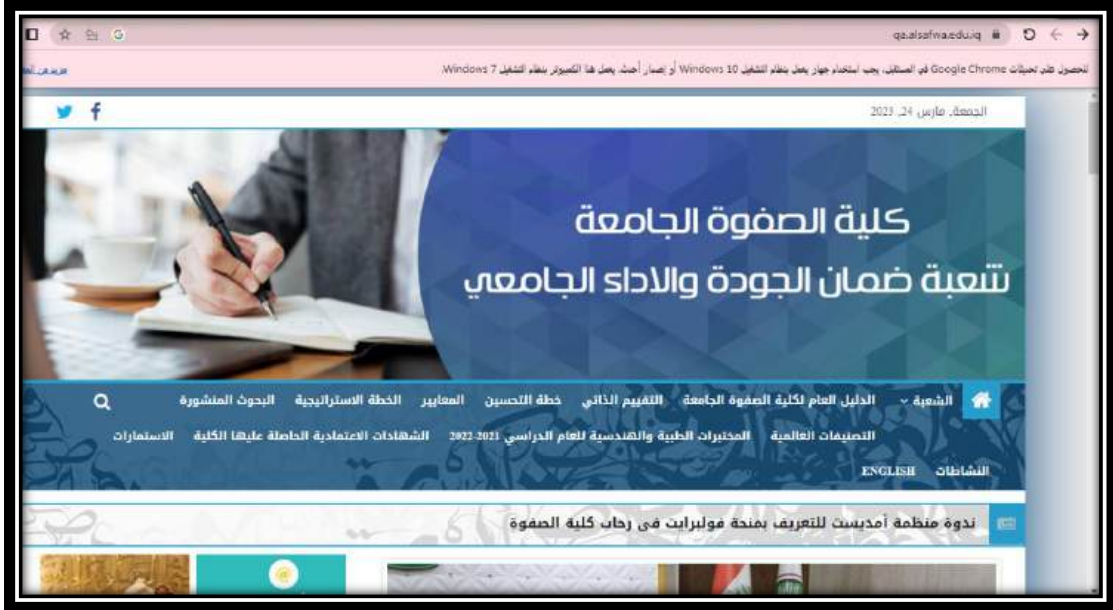 qa.alsafwa.edu.iq
للحصول على تحديثات Google Chrome في المستقبل، يجب استخدام جهاز يعمل بنظام التشغيل Windows 10 أو إصدار أحدث. يعمل هذا الكمبيوتر بنظام التشغيل Windows 7.
الجمعة, مارس 24, 2023
كلية الصفوة الجامعة
شعبة ضمان الجودة والاداء الجامعي
الشعبة الدليل العام لكلية الصفوة الجامعة التقييم الذاتي خطة التحسين المعايير الخطة الاستراتيجية البحوث المنشورة
التصنيفات العالمية المختبرات الطبية والهندسية للعام الدراسي 2021-2022 الشهادات الاعتمادية الحاصلة عليها الكلية الاستمارات
النشاطات ENGLISH
ندوة منظمة أمديست للتعريف بمنحة فولبرايت في رحاب كلية الصفوة